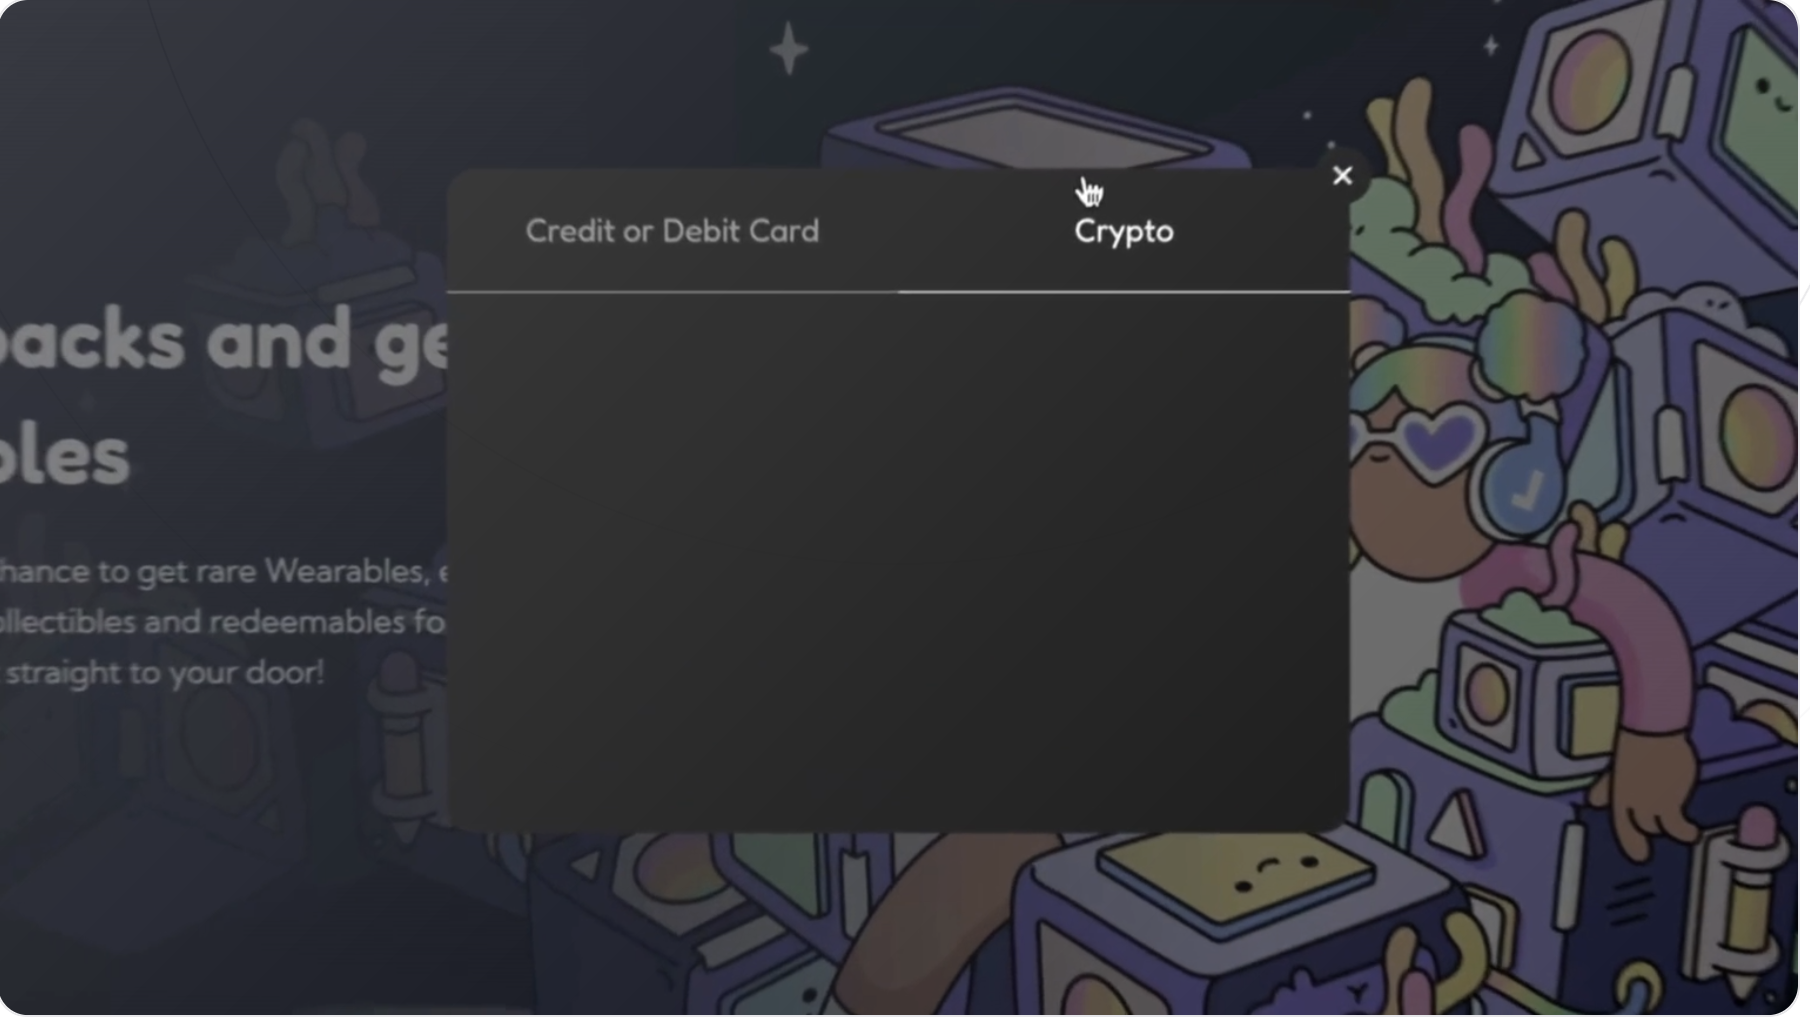 Credit or Debit Card
Crypto
packs and ge
bles
hance to get rare Wearables, e
ollectibles and redeemables fo
straight to your door!